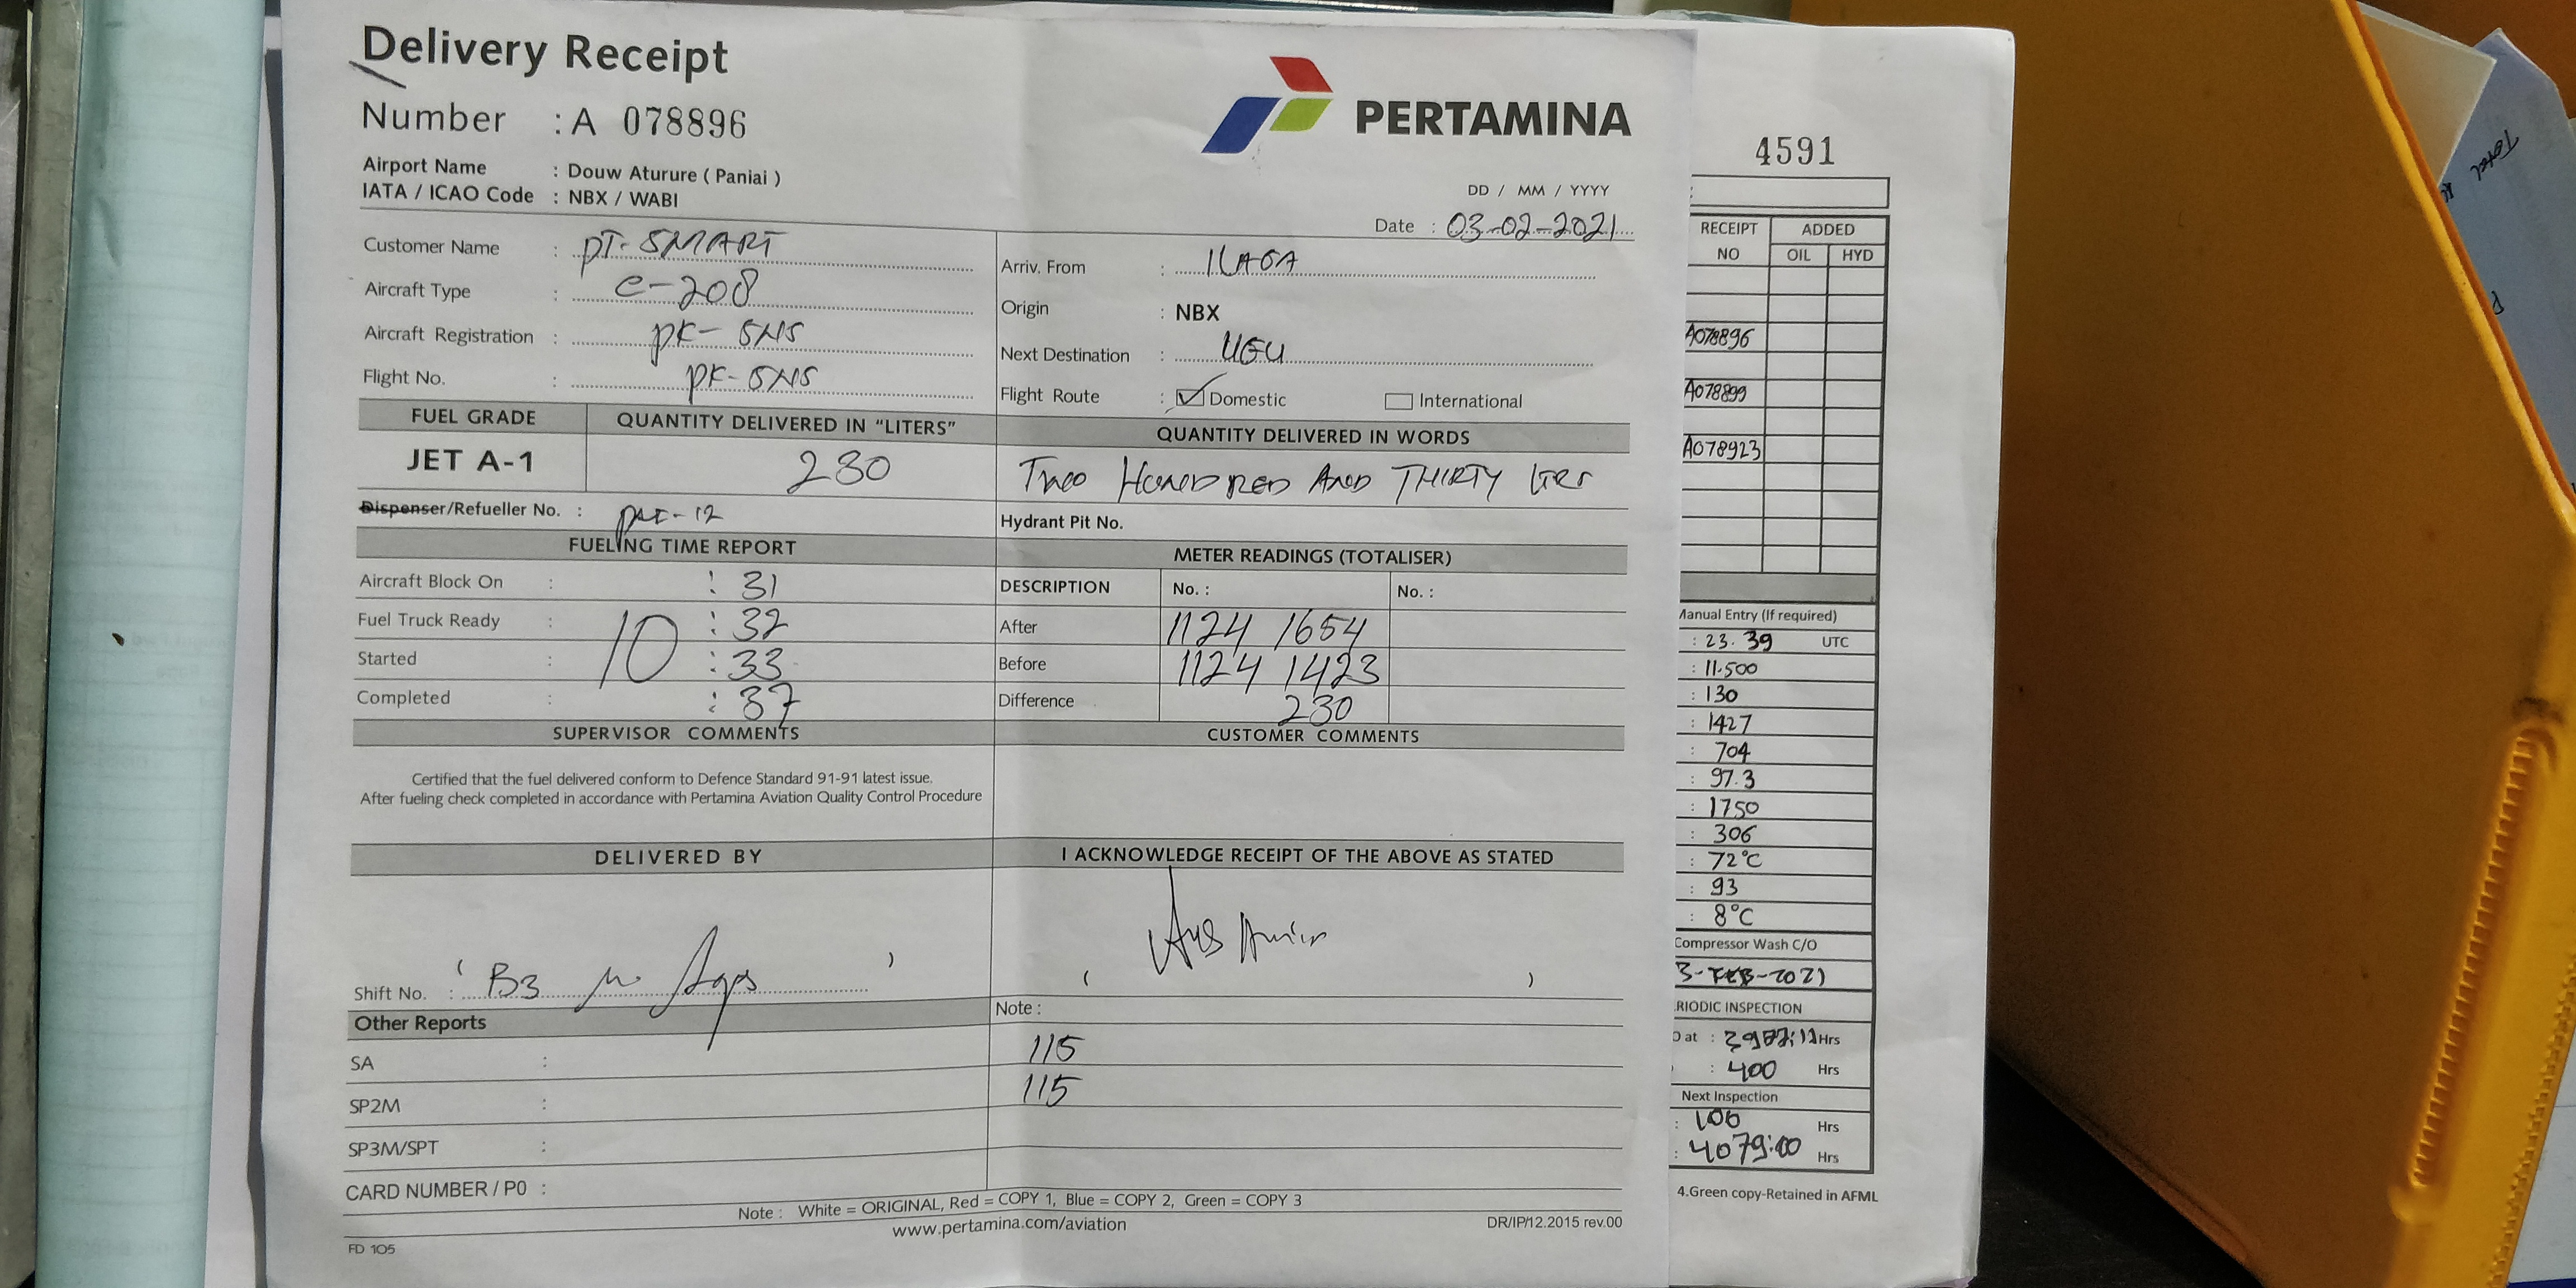 Delivery Receipt
Number : A 078896
PERTAMINA
Airport Name : Douw Aturure ( Paniai )
IATA / ICAO Code : NBX / WABI
DD / MM / YYYY
Date : 03-02-2021
Customer Name : PT. SMART
Aircraft Type : C-208
Aircraft Registration : PK-SNS
Flight No. : PK-SNS
Arriv. From : ILAGA
Origin : NBX
Next Destination : UGU
Flight Route : Domestic International
FUEL GRADE QUANTITY DELIVERED IN "LITERS" QUANTITY DELIVERED IN WORDS
JET A-1 230 Two HONDRED AND THIRTY LTRS
Dispenser/Refueller No. : Hydrant Pit No.
FUELING TIME REPORT
Aircraft Block On : : 31
Fuel Truck Ready : : 32
Started : 10 : 33
Completed : : 37
METER READINGS (TOTALISER)
DESCRIPTION No. : No. :
After 1124 1654
Before 1124 1423
Difference 230
SUPERVISOR COMMENTS CUSTOMER COMMENTS
Certified that the fuel delivered conform to Defence Standard 91-91 latest issue.
After fueling check completed in accordance with Pertamina Aviation Quality Control Procedure
DELIVERED BY I ACKNOWLEDGE RECEIPT OF THE ABOVE AS STATED
Shift No. : B3
Other Reports Note :
SA : 115
SP2M : 115
SP3M/SPT :
CARD NUMBER / P0 :
Note : White = ORIGINAL, Red = COPY 1, Blue = COPY 2, Green = COPY 3
www.pertamina.com/aviation
DR/IP/12.2015 rev.00
FD 105
4591
RECEIPT NO ADDED
OIL HYD
A078896
A078899
A078923
Manual Entry (If required)
: 23.39 UTC
: 11.500
: 130
: 1427
: 704
: 97.3
: 1750
: 306
: 72°C
: 93
: 8°C
Compressor Wash C/O
3-FEB-2021
RIODIC INSPECTION
at : Hrs
: 400 Hrs
Next Inspection
: 100 Hrs
: 4079:00 Hrs
4.Green copy-Retained in AFML